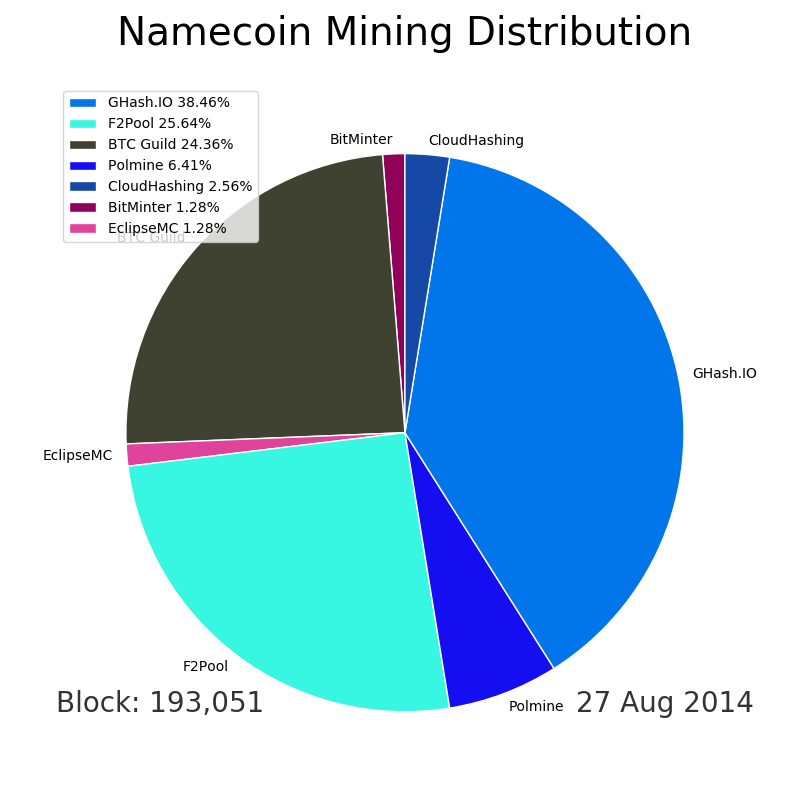 Namecoin Mining Distribution
GHash.IO 38.46%
F2Pool 25.64%
BTC Guild 24.36%
Polmine 6.41%
CloudHashing 2.56%
BitMinter 1.28%
EclipseMC 1.28%
BitMinter
CloudHashing
BTC Guild
GHash.IO
EclipseMC
F2Pool
Polmine
Block: 193,051
27 Aug 2014